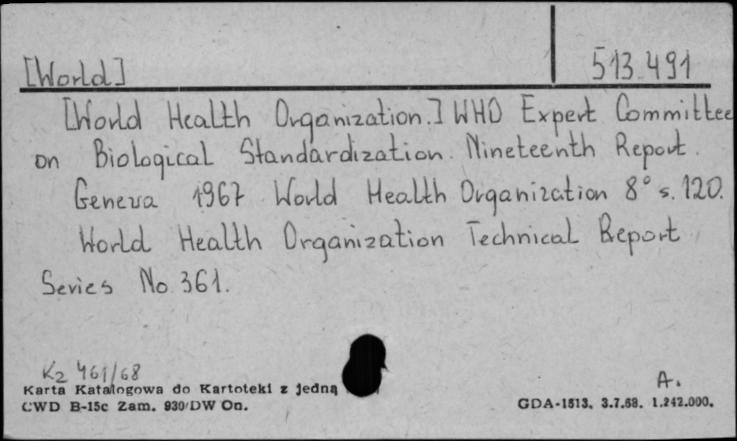 [World] 513.491
[World Health Organization.] WHO Expert Committee
on Biological Standardization. Nineteenth Report.
Geneva 1967 World Health Organization 8° s. 120.
World Health Organization Technical Report
Series No 361.
Kz 461/68
A.
Karta Katalogowa do Kartoteki z jedną
CWD B-15c Zam. 930/DW On. GDA-1513. 3.7.68. 1.242.000.